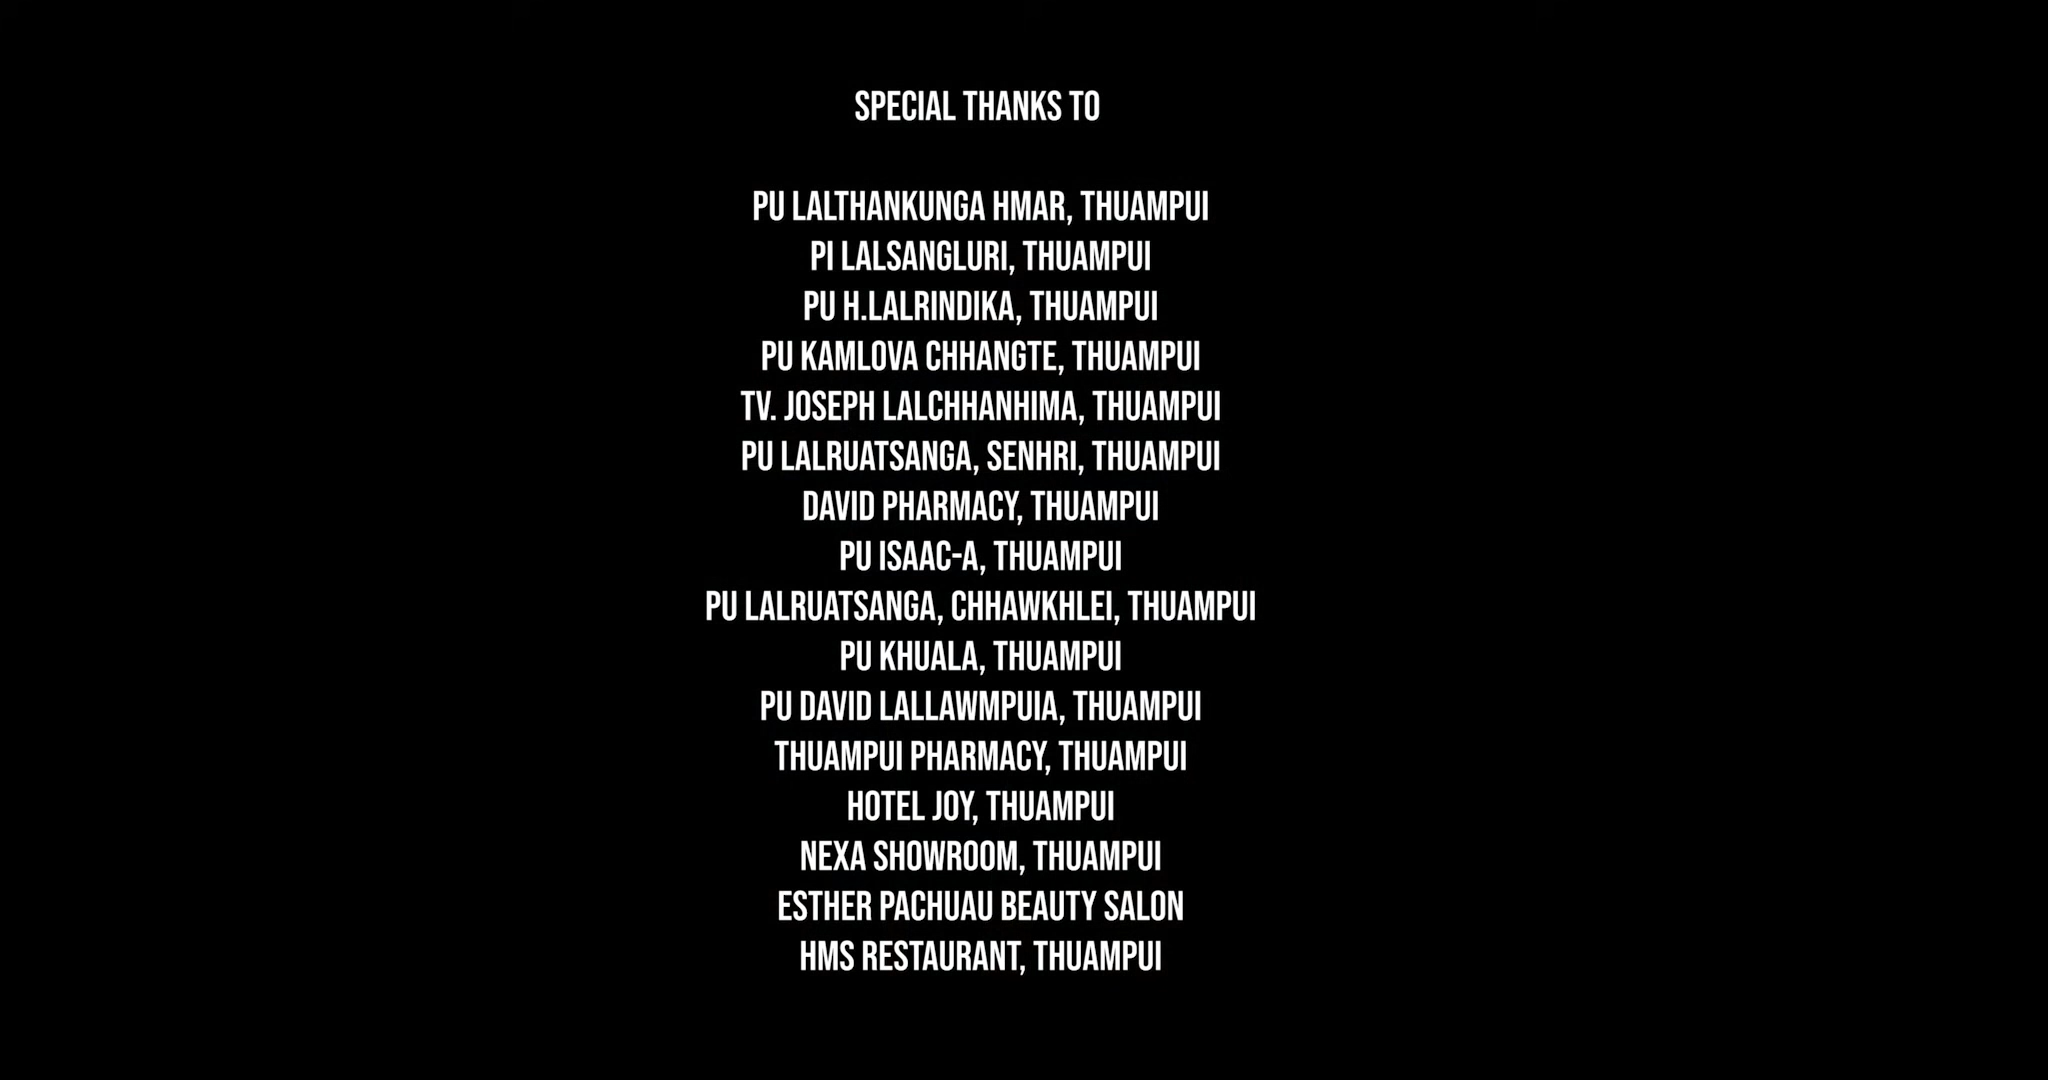 SPECIAL THANKS TO
PU LALTHANKUNGA HMAR, THUAMPUI
PI LALSANGLURI, THUAMPUI
PU H.LALRINDIKA, THUAMPUI
PU KAMLOVA CHHANGTE, THUAMPUI
TV. JOSEPH LALCHHANHIMA, THUAMPUI
PU LALRUATSANGA, SENHRI, THUAMPUI
DAVID PHARMACY, THUAMPUI
PU ISAAC-A, THUAMPUI
PU LALRUATSANGA, CHHAWKHLEI, THUAMPUI
PU KHUALA, THUAMPUI
PU DAVID LALLAWMPUIA, THUAMPUI
THUAMPUI PHARMACY, THUAMPUI
HOTEL JOY, THUAMPUI
NEXA SHOWROOM, THUAMPUI
ESTHER PACHUAU BEAUTY SALON
HMS RESTAURANT, THUAMPUI